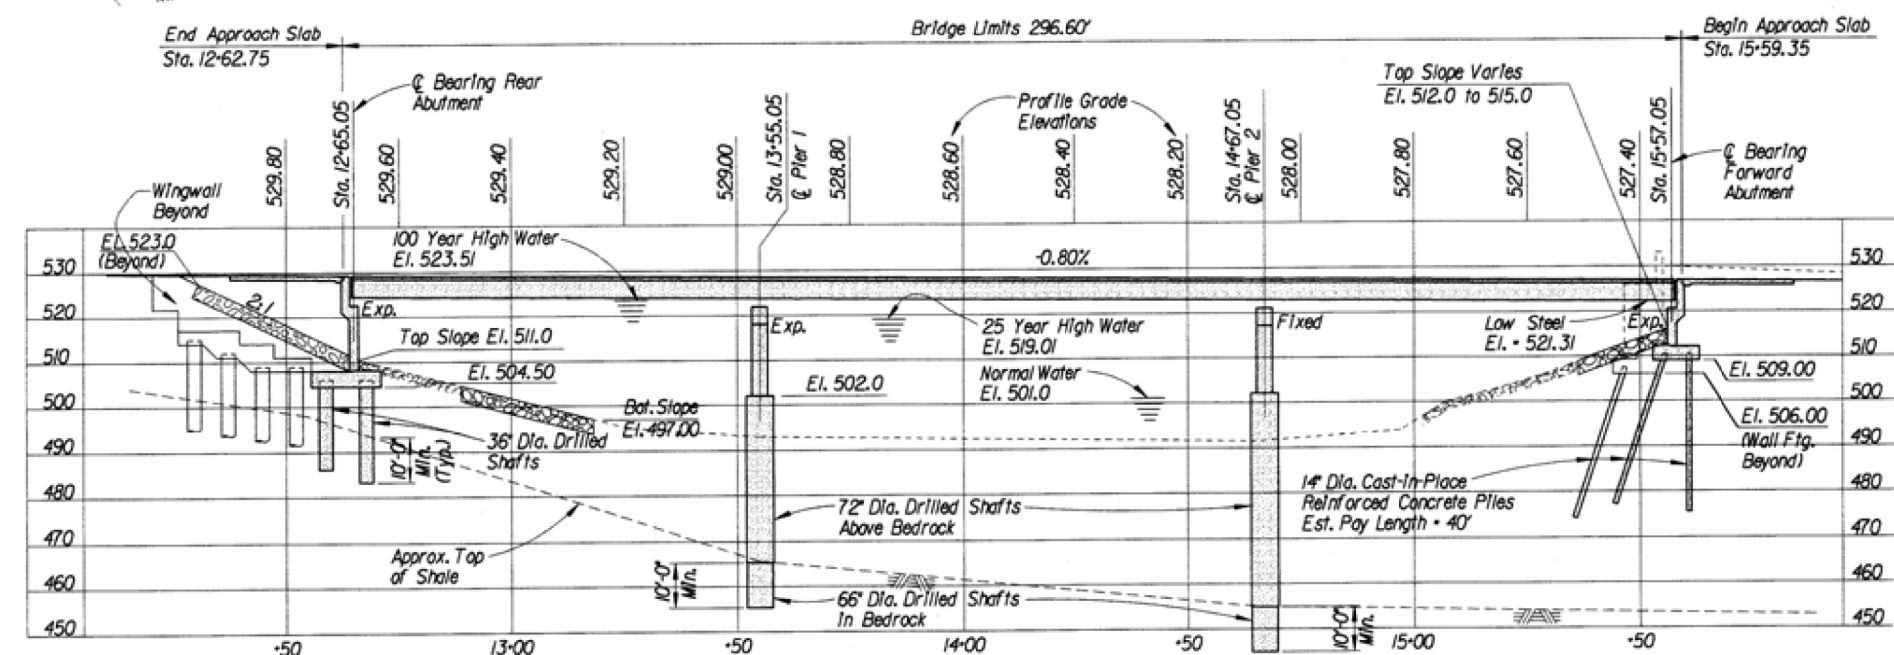 Bridge Limits 296.60'
End Approach Slab
Sta. 12+62.75
Begin Approach Slab
Sta. 15+59.35
℄ Bearing Rear
Abutment
Top Slope Varies
El. 512.0 to 515.0
Profile Grade
Elevations
℄ Bearing
Forward
Abutment
529.80
Sta. 12+65.05
529.60
529.40
529.20
529.00
Sta. 13+55.05
℄ Pier 1
528.80
528.60
528.40
528.20
Sta. 14+67.05
℄ Pier 2
528.00
527.80
527.60
527.40
Sta. 15+57.05
Wingwall
Beyond
El. 523.0
(Beyond)
100 Year High Water
El. 523.51
-0.80%
2:1
Exp.
Exp.
Fixed
Exp.
25 Year High Water
El. 519.01
Low Steel
El. = 521.31
Top Slope El. 511.0
El. 504.50
El. 502.0
Normal Water
El. 501.0
El. 509.00
El. 506.00
(Wall Ftg.
Beyond)
Bot. Slope
El. 497.00
36" Dia. Drilled
Shafts
10'-0"
Min.
(Typ.)
14" Dia. Cast-in-Place
Reinforced Concrete Piles
Est. Pay Length = 40'
72" Dia. Drilled Shafts
Above Bedrock
Approx. Top
of Shale
10'-0"
Min.
66" Dia. Drilled Shafts
in Bedrock
10'-0"
Min.
530
520
510
500
490
480
470
460
450
530
520
510
500
490
480
470
460
450
+50
13+00
+50
14+00
+50
15+00
+50